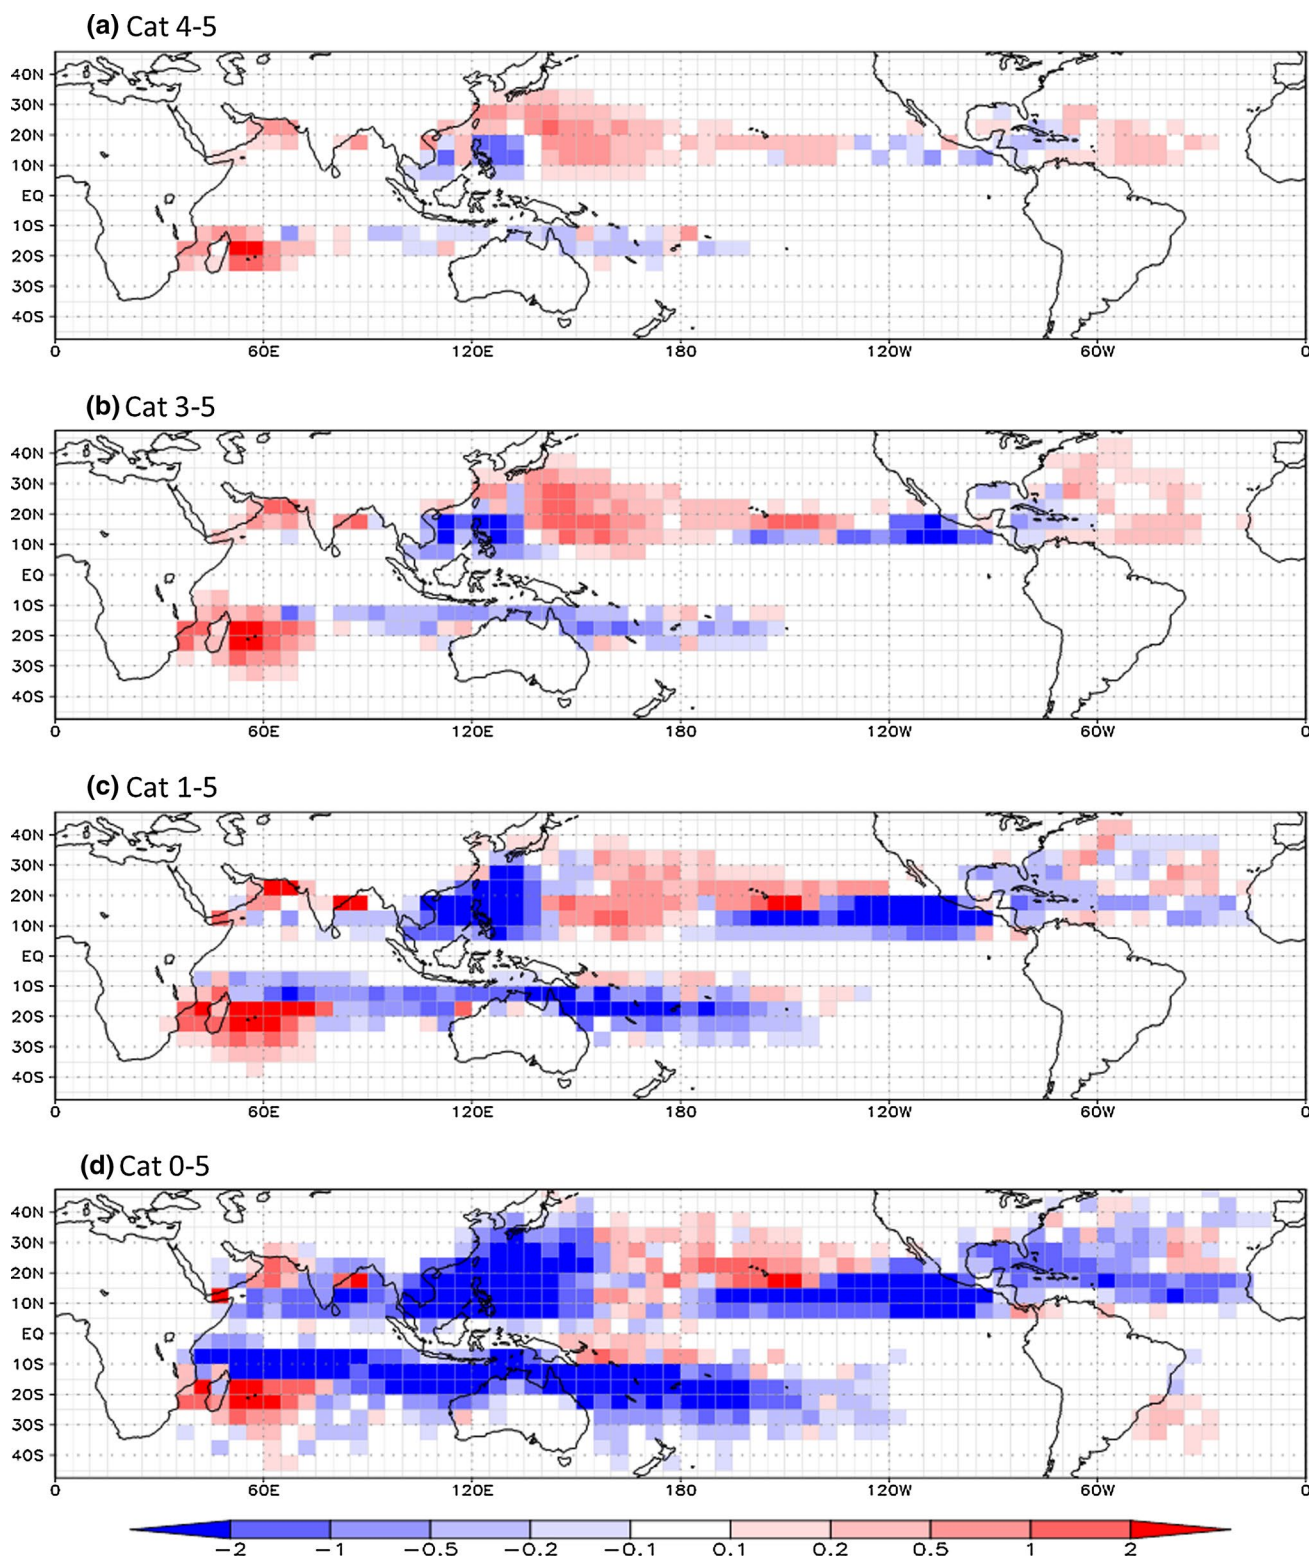 (a) Cat 4-5
40N
30N
20N
10N
EQ
10S
20S
30S
40S
0 60E 120E 180 120W 60W 0
(b) Cat 3-5
40N
30N
20N
10N
EQ
10S
20S
30S
40S
0 60E 120E 180 120W 60W 0
(c) Cat 1-5
40N
30N
20N
10N
EQ
10S
20S
30S
40S
0 60E 120E 180 120W 60W 0
(d) Cat 0-5
40N
30N
20N
10N
EQ
10S
20S
30S
40S
0 60E 120E 180 120W 60W 0
−2 −1 −0.5 −0.2 −0.1 0.1 0.2 0.5 1 2